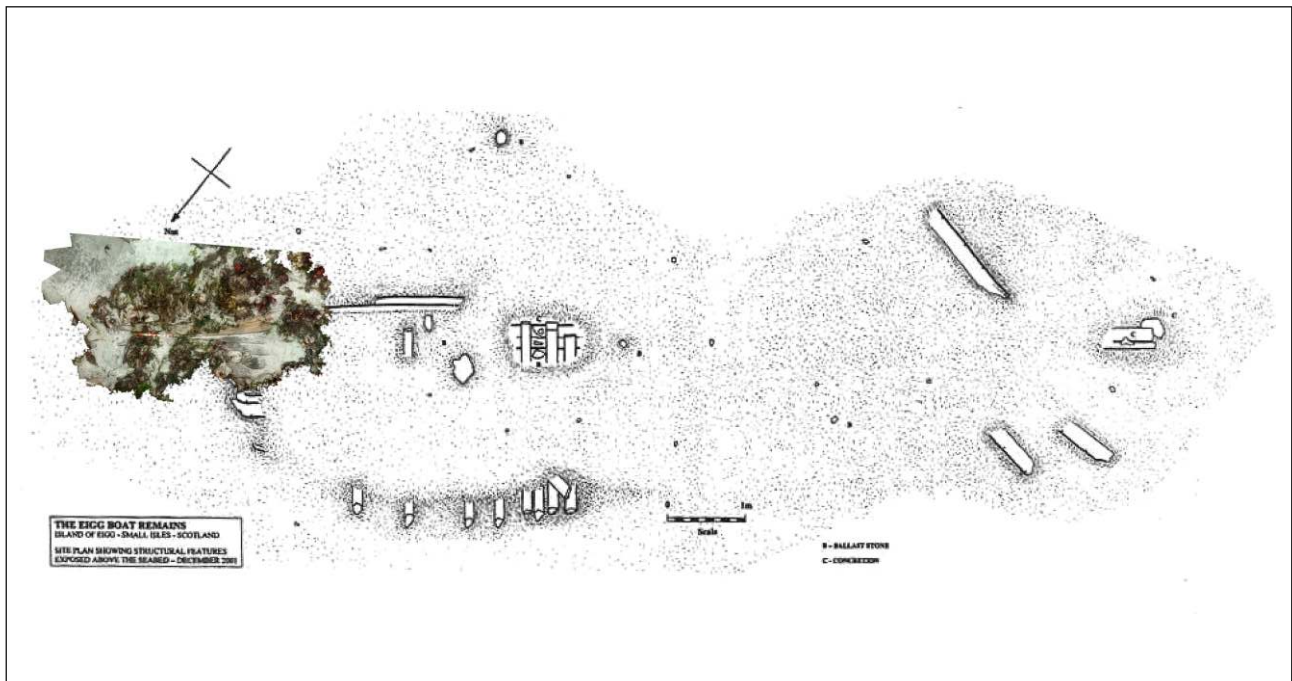 B
Nm
C
B
C
C
B
B
B
B
0 1m
Scale
THE EIGG BOAT REMAINS
ISLAND OF EIGG - SMALL ISLES - SCOTLAND
SITE PLAN SHOWING STRUCTURAL FEATURES
EXPOSED ABOVE THE SEABED - DECEMBER 2001
B - BALLAST STONE
C - CONCRETION